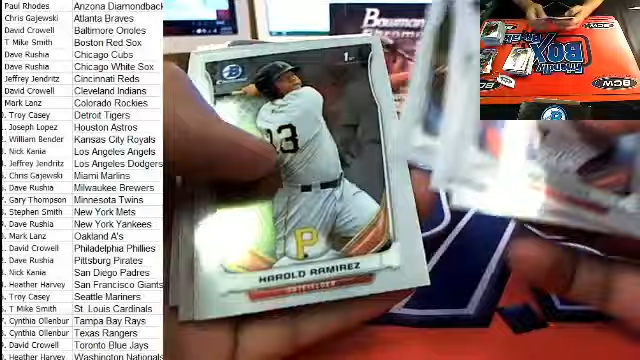 Paul Rhodes Arizona Diamondback
Chris Gajewski Atlanta Braves
David Crowell Baltimore Orioles
T Mike Smith Boston Red Sox
Dave Rushia Chicago Cubs
Dave Rushia Chicago White Sox
Jeffrey Jendritz Cincinnati Reds
David Crowell Cleveland Indians
Mark Lanz Colorado Rockies
Troy Casey Detroit Tigers
Joseph Lopez Houston Astros
William Bender Kansas City Royals
Nick Kania Los Angeles Angels
Jeffrey Jendritz Los Angeles Dodgers
Chris Gajewski Miami Marlins
Dave Rushia Milwaukee Brewers
Gary Thompson Minnesota Twins
Stephen Smith New York Mets
Dave Rushia New York Yankees
Mark Lanz Oakland A's
David Crowell Philadelphia Phillies
Dave Rushia Pittsburg Pirates
Nick Kania San Diego Padres
Heather Harvey San Francisco Giants
Troy Casey Seattle Mariners
T Mike Smith St. Louis Cardinals
Cynthia Ollenbur Tampa Bay Rays
Cynthia Ollenbur Texas Rangers
David Crowell Toronto Blue Jays
Heather Harvey Washington Nationals
Bowman
Chrome
1st
23
P
HAROLD RAMIREZ
OUTFIELDER
BOX
BCW
BCW